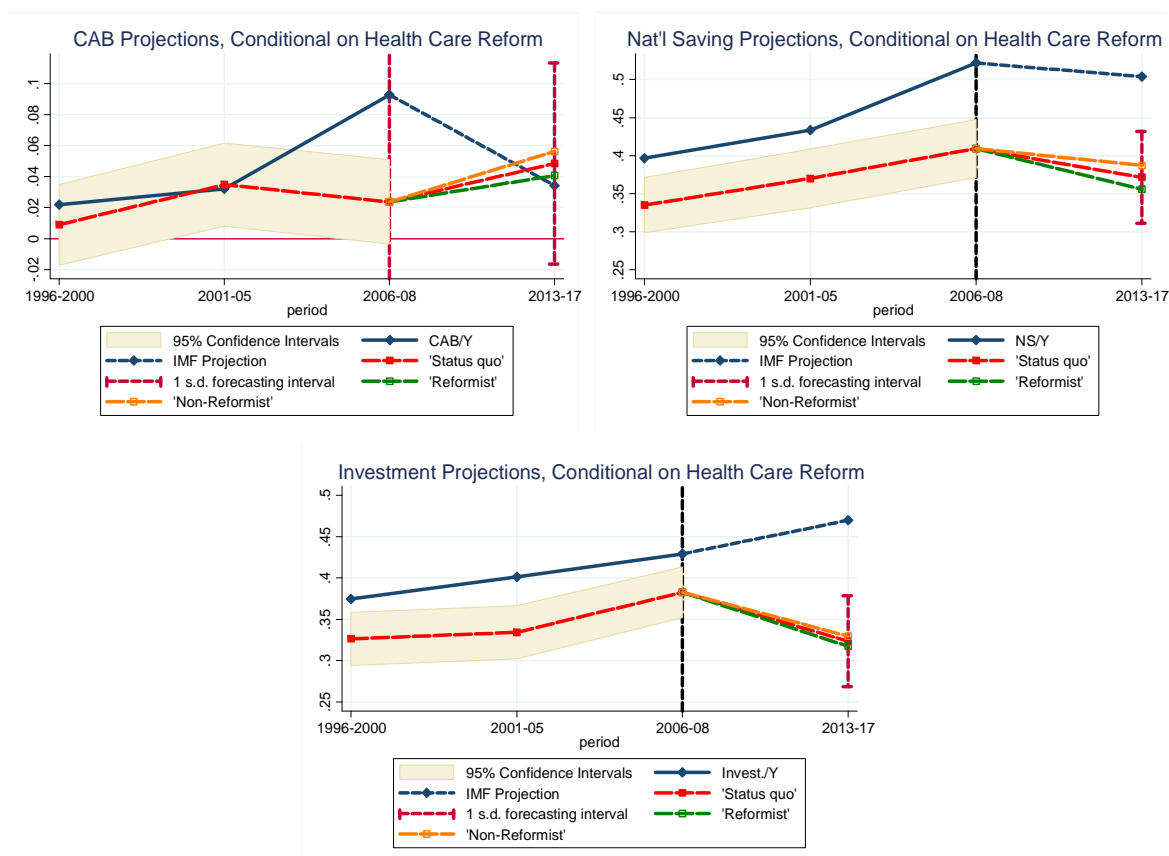 CAB Projections, Conditional on Health Care Reform
.1
.08
.06
.04
.02
0
-.02
1996-2000 2001-05 2006-08 2013-17
period
95% Confidence Intervals CAB/Y
IMF Projection 'Status quo'
1 s.d. forecasting interval 'Reformist'
'Non-Reformist'
Nat'l Saving Projections, Conditional on Health Care Reform
.5
.45
.4
.35
.3
.25
1996-2000 2001-05 2006-08 2013-17
period
95% Confidence Intervals NS/Y
IMF Projection 'Status quo'
1 s.d. forecasting interval 'Reformist'
'Non-Reformist'
Investment Projections, Conditional on Health Care Reform
.5
.45
.4
.35
.3
.25
1996-2000 2001-05 2006-08 2013-17
period
95% Confidence Intervals Invest./Y
IMF Projection 'Status quo'
1 s.d. forecasting interval 'Reformist'
'Non-Reformist'